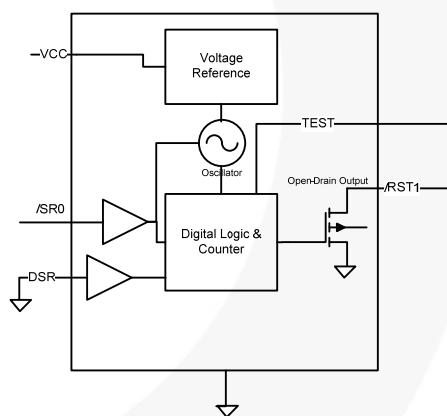 VCC
Voltage
Reference
TEST
Oscillator
Open-Drain Output
/RST1
/SR0
Digital Logic &
Counter
DSR